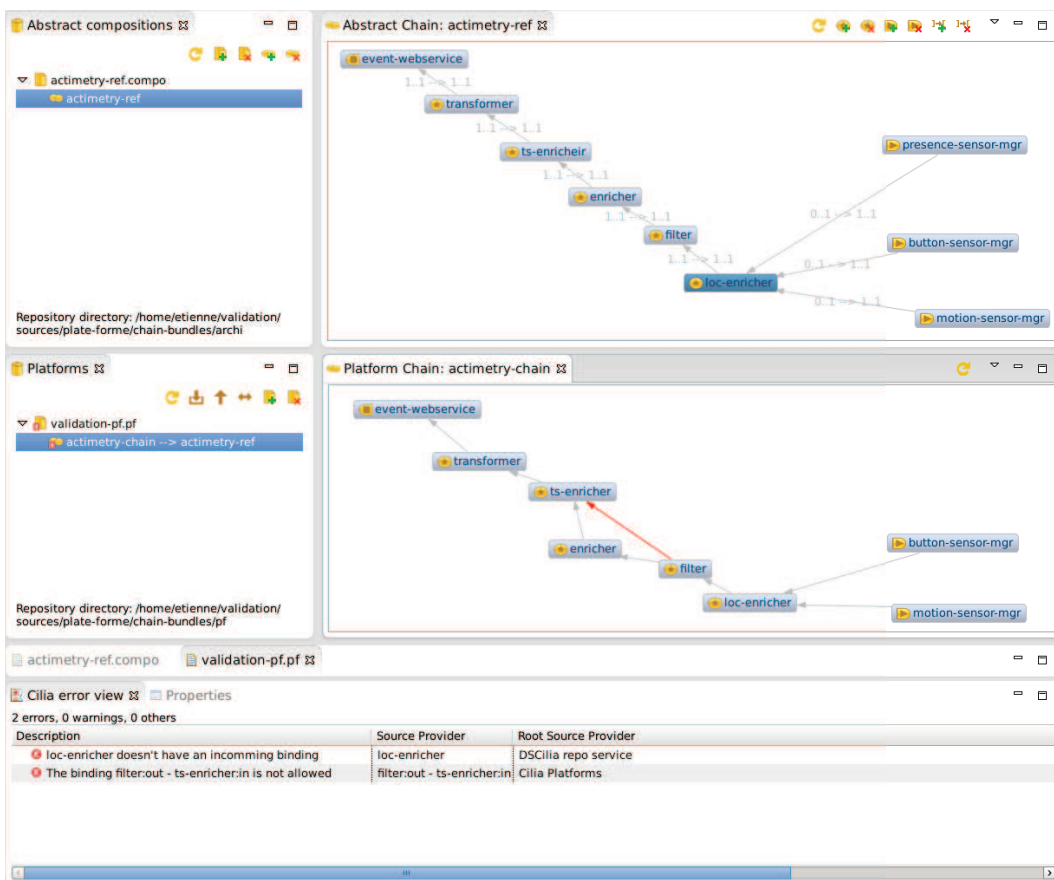 Abstract compositions
actimetry-ref.compo
actimetry-ref
Repository directory: /home/etienne/validation/
sources/plate-forme/chain-bundles/archi
Abstract Chain: actimetry-ref
event-webservice
1..1 --> 1..1
transformer
1..1 --> 1..1
ts-enricheir
1..1 --> 1..1
enricher
1..1 --> 1..1
filter
1..1 --> 1..1
loc-enricher
presence-sensor-mgr
0..1 --> 1..1
button-sensor-mgr
0..1 --> 1..1
motion-sensor-mgr
0..1 --> 1..1
Platforms
validation-pf.pf
actimetry-chain --> actimetry-ref
Repository directory: /home/etienne/validation/
sources/plate-forme/chain-bundles/pf
Platform Chain: actimetry-chain
event-webservice
transformer
ts-enricher
enricher
filter
loc-enricher
button-sensor-mgr
motion-sensor-mgr
actimetry-ref.compo validation-pf.pf
Cilia error view Properties
2 errors, 0 warnings, 0 others
Description Source Provider Root Source Provider
loc-enricher doesn't have an incomming binding loc-enricher DSCilia repo service
The binding filter:out - ts-enricher:in is not allowed filter:out - ts-enricher:in Cilia Platforms